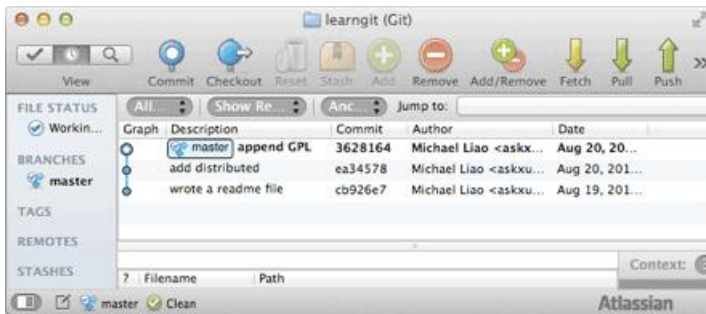 learngit (Git)
View Commit Checkout Reset Stash Add Remove Add/Remove Fetch Pull Push »
FILE STATUS All... Show Re... Anc... Jump to:
Workin... Graph Description Commit Author Date
master append GPL 3628164 Michael Liao <askx... Aug 20, 20...
BRANCHES add distributed ea34578 Michael Liao <askxu... Aug 20, 201...
master wrote a readme file cb926e7 Michael Liao <askxu... Aug 19, 201...
TAGS
REMOTES
STASHES Context:
? Filename Path
master Clean Atlassian